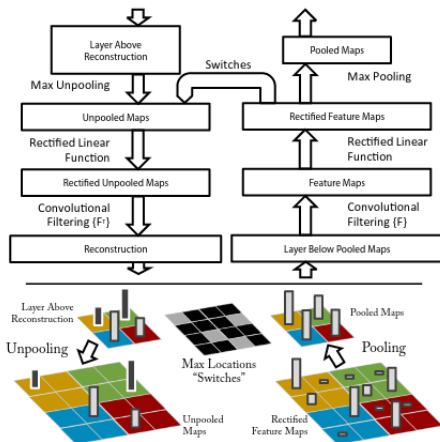 Layer Above
Reconstruction
Max Unpooling
Unpooled Maps
Rectified Linear
Function
Rectified Unpooled Maps
Convolutional
Filtering {Fᵀ}
Reconstruction
Switches
Pooled Maps
Max Pooling
Rectified Feature Maps
Rectified Linear
Function
Feature Maps
Convolutional
Filtering {F}
Layer Below Pooled Maps
Layer Above
Reconstruction
Unpooling
Unpooled
Maps
Max Locations
“Switches”
Pooled Maps
Pooling
Rectified
Feature Maps